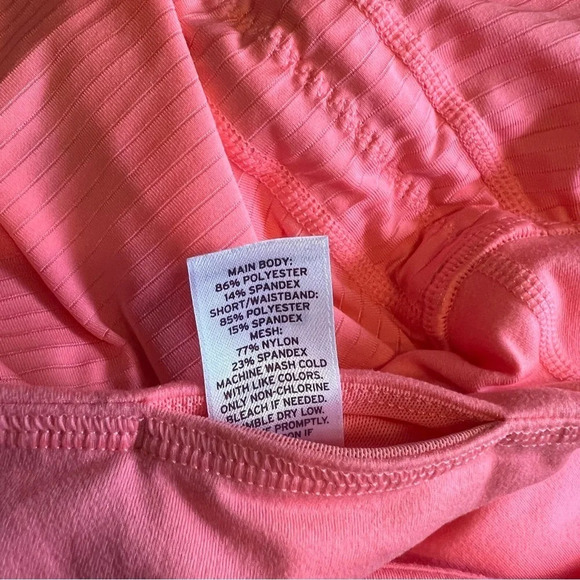 MAIN BODY:
86% POLYESTER
14% SPANDEX
SHORT/WAISTBAND:
85% POLYESTER
15% SPANDEX
MESH:
77% NYLON
23% SPANDEX
MACHINE WASH COLD
WITH LIKE COLORS.
ONLY NON-CHLORINE
BLEACH IF NEEDED.
TUMBLE DRY LOW.
PROMPTLY.
IF